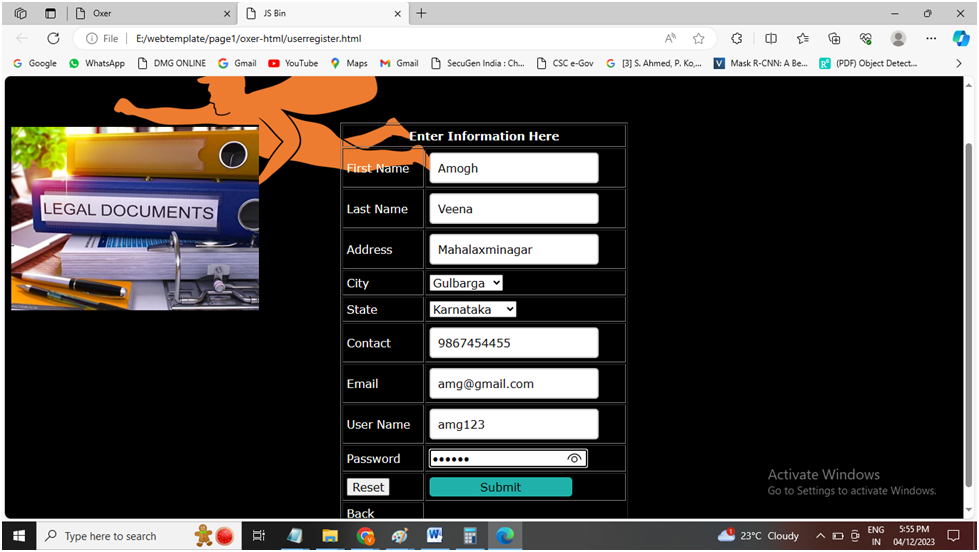 Oxer
JS Bin
File
E:/webtemplate/page1/oxer-html/userregister.html
Google
WhatsApp
DMG ONLINE
Gmail
YouTube
Maps
Gmail
SecuGen India : Ch...
CSC e-Gov
[3] S. Ahmed, P. Ko,...
Mask R-CNN: A Be...
(PDF) Object Detect...
LEGAL DOCUMENTS
Enter Information Here
First Name Amogh
Last Name Veena
Address Mahalaxminagar
City Gulbarga
State Karnataka
Contact 9867454455
Email amg@gmail.com
User Name amg123
Password ••••••
Reset Submit
Back
Activate Windows
Go to Settings to activate Windows.
Type here to search
23°C Cloudy
ENG
IN
5:55 PM
04/12/2023